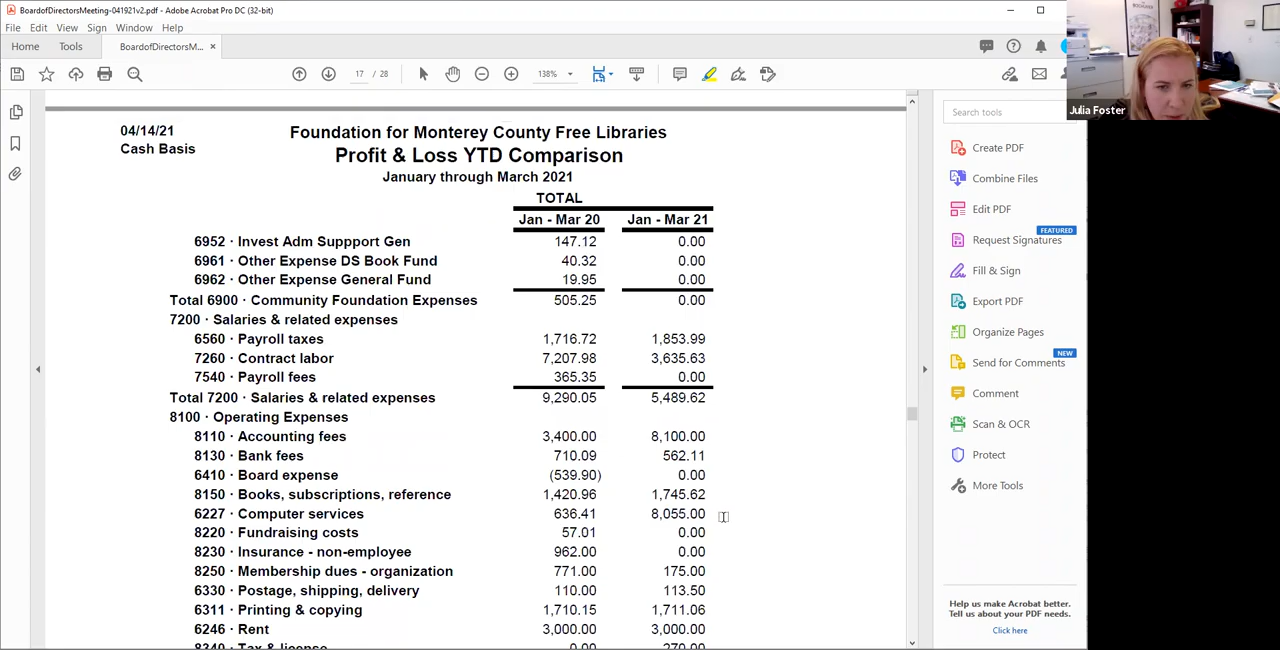 BoardofDirectorsMeeting-041921v2.pdf - Adobe Acrobat Pro DC (32-bit)
File Edit View Sign Window Help
Home Tools BoardofDirectorsM... ×
17 / 28 138%
Julia Foster
04/14/21
Cash Basis
Foundation for Monterey County Free Libraries
Profit & Loss YTD Comparison
January through March 2021
TOTAL
Jan - Mar 20 Jan - Mar 21
6952 · Invest Adm Suppport Gen 147.12 0.00
6961 · Other Expense DS Book Fund 40.32 0.00
6962 · Other Expense General Fund 19.95 0.00
Total 6900 · Community Foundation Expenses 505.25 0.00
7200 · Salaries & related expenses
6560 · Payroll taxes 1,716.72 1,853.99
7260 · Contract labor 7,207.98 3,635.63
7540 · Payroll fees 365.35 0.00
Total 7200 · Salaries & related expenses 9,290.05 5,489.62
8100 · Operating Expenses
8110 · Accounting fees 3,400.00 8,100.00
8130 · Bank fees 710.09 562.11
6410 · Board expense (539.90) 0.00
8150 · Books, subscriptions, reference 1,420.96 1,745.62
6227 · Computer services 636.41 8,055.00
8220 · Fundraising costs 57.01 0.00
8230 · Insurance - non-employee 962.00 0.00
8250 · Membership dues - organization 771.00 175.00
6330 · Postage, shipping, delivery 110.00 113.50
6311 · Printing & copying 1,710.15 1,711.06
6246 · Rent 3,000.00 3,000.00
8340 · Tax & license 0.00 270.00
Search tools
Create PDF
Combine Files
Edit PDF
FEATURED
Request Signatures
Fill & Sign
Export PDF
Organize Pages
NEW
Send for Comments
Comment
Scan & OCR
Protect
More Tools
Help us make Acrobat better.
Tell us about your PDF needs.
Click here